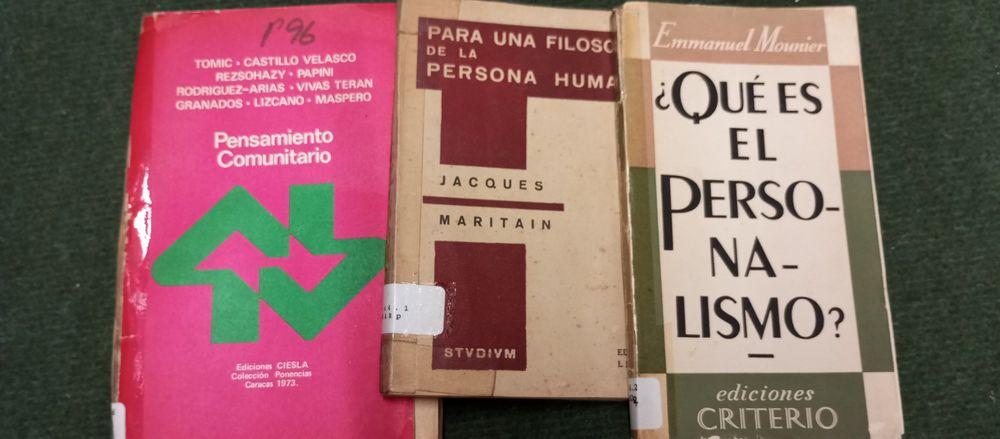 r96
TOMIC • CASTILLO VELASCO
REZSOHAZY • PAPINI
RODRIGUEZ-ARIAS • VIVAS TERAN
GRANADOS • LIZCANO • MASPERO
Pensamiento
Comunitario
Ediciones CIESLA
Colección Ponencias
Caracas 1973.
PARA UNA FILOSO
DE LA
PERSONA HUMA
JACQUES
MARITAIN
STVDIVM
Emmanuel Mounier
¿QUÉ ES
EL
PERSO-
NA-
LISMO?
ediciones
CRITERIO